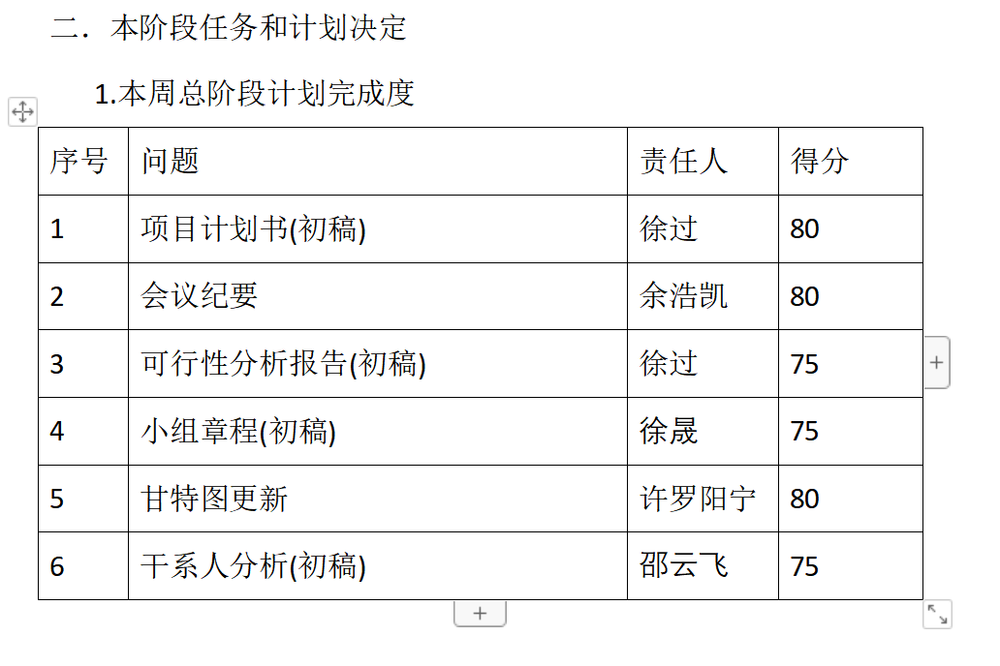 二．本阶段任务和计划决定
1.本周总阶段计划完成度
序号 问题 责任人 得分
1 项目计划书(初稿) 徐过 80
2 会议纪要 余浩凯 80
3 可行性分析报告(初稿) 徐过 75
4 小组章程(初稿) 徐晟 75
5 甘特图更新 许罗阳宁 80
6 干系人分析(初稿) 邵云飞 75